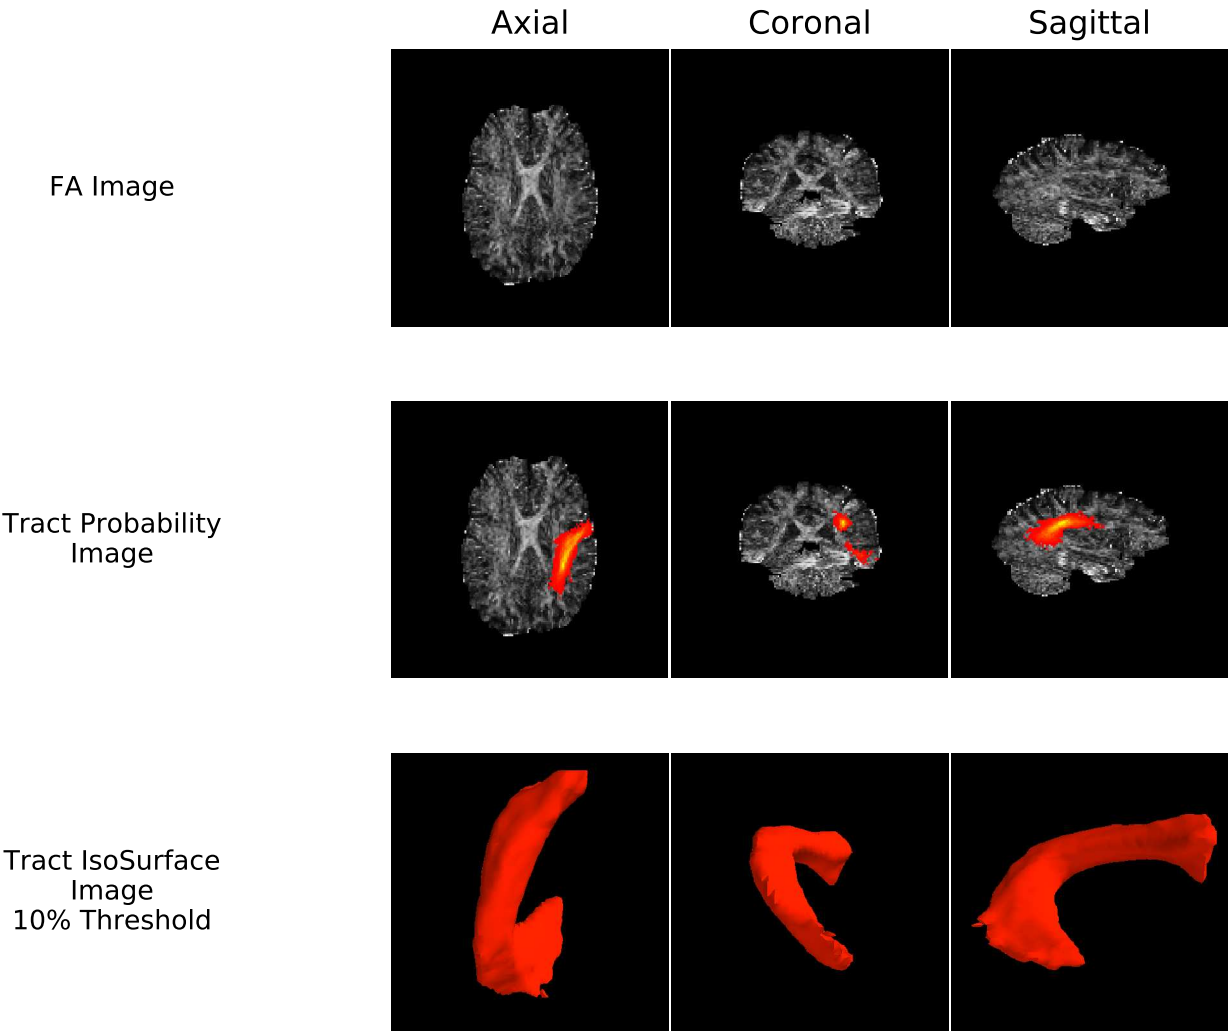 Axial Coronal Sagittal
FA Image
Tract Probability
Image
Tract IsoSurface
Image
10% Threshold